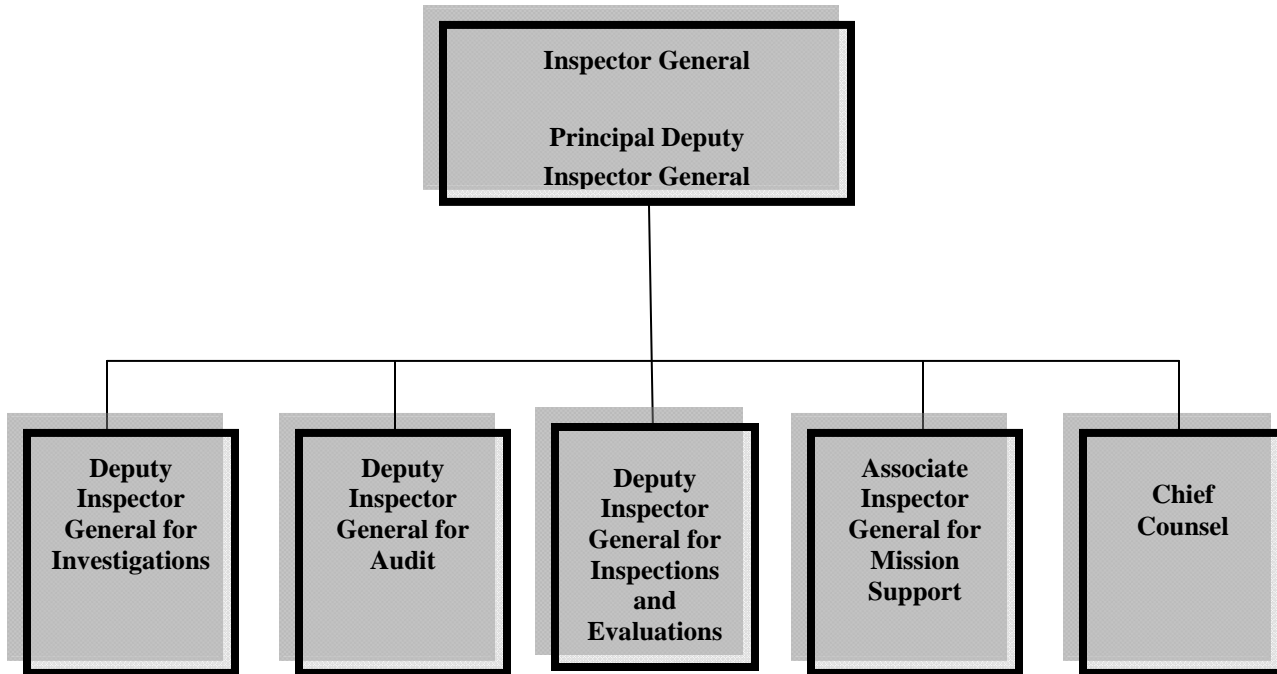 Inspector General
Principal Deputy
Inspector General
Deputy
Inspector
General for
Investigations
Deputy
Inspector
General for
Audit
Deputy
Inspector
General for
Inspections
and
Evaluations
Associate
Inspector
General for
Mission
Support
Chief
Counsel